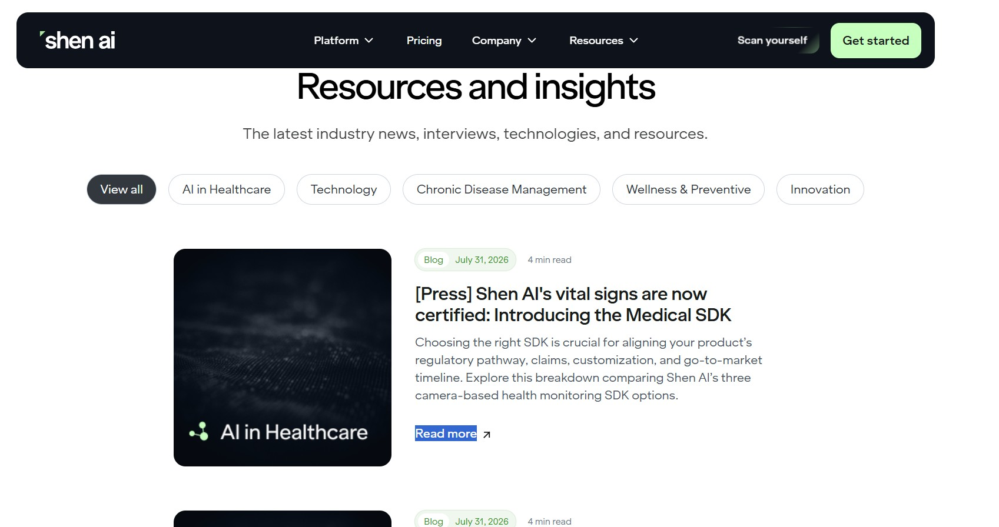 shen ai
Platform
Pricing
Company
Resources
Scan yourself
Get started
Resources and insights
The latest industry news, interviews, technologies, and resources.
View all
AI in Healthcare
Technology
Chronic Disease Management
Wellness & Preventive
Innovation
Blog July 31, 2026 4 min read
[Press] Shen AI's vital signs are now
certified: Introducing the Medical SDK
Choosing the right SDK is crucial for aligning your product’s
regulatory pathway, claims, customization, and go-to-market
timeline. Explore this breakdown comparing Shen AI’s three
camera-based health monitoring SDK options.
Read more
AI in Healthcare
Blog July 31, 2026 4 min read